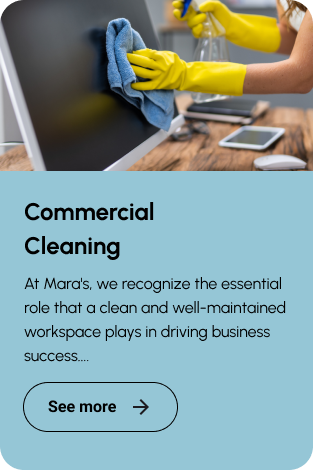 Commercial
Cleaning
At Mara's, we recognize the essential
role that a clean and well-maintained
workspace plays in driving business
success....
See more →